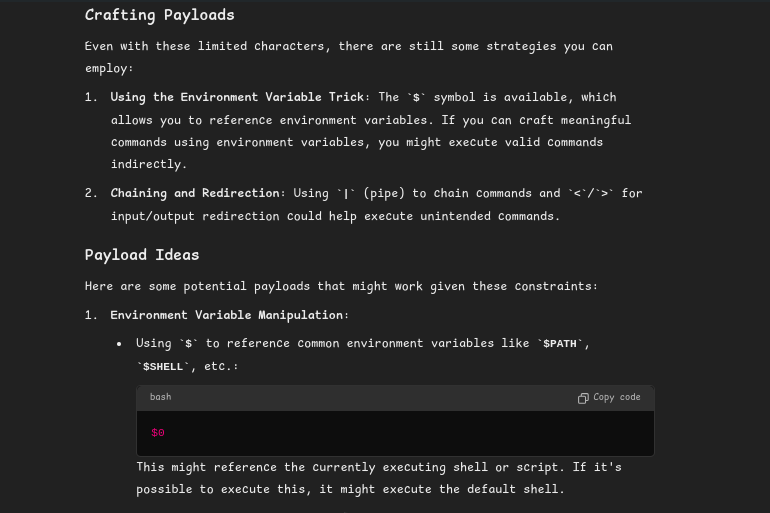 Crafting Payloads
Even with these limited characters, there are still some strategies you can
employ:
1. Using the Environment Variable Trick: The `$` symbol is available, which
allows you to reference environment variables. If you can craft meaningful
commands using environment variables, you might execute valid commands
indirectly.
2. Chaining and Redirection: Using `|` (pipe) to chain commands and `<`/`>` for
input/output redirection could help execute unintended commands.
Payload Ideas
Here are some potential payloads that might work given these constraints:
1. Environment Variable Manipulation:
• Using `$` to reference common environment variables like `$PATH`,
`$SHELL`, etc.:
bash Copy code
$0
This might reference the currently executing shell or script. If it's
possible to execute this, it might execute the default shell.